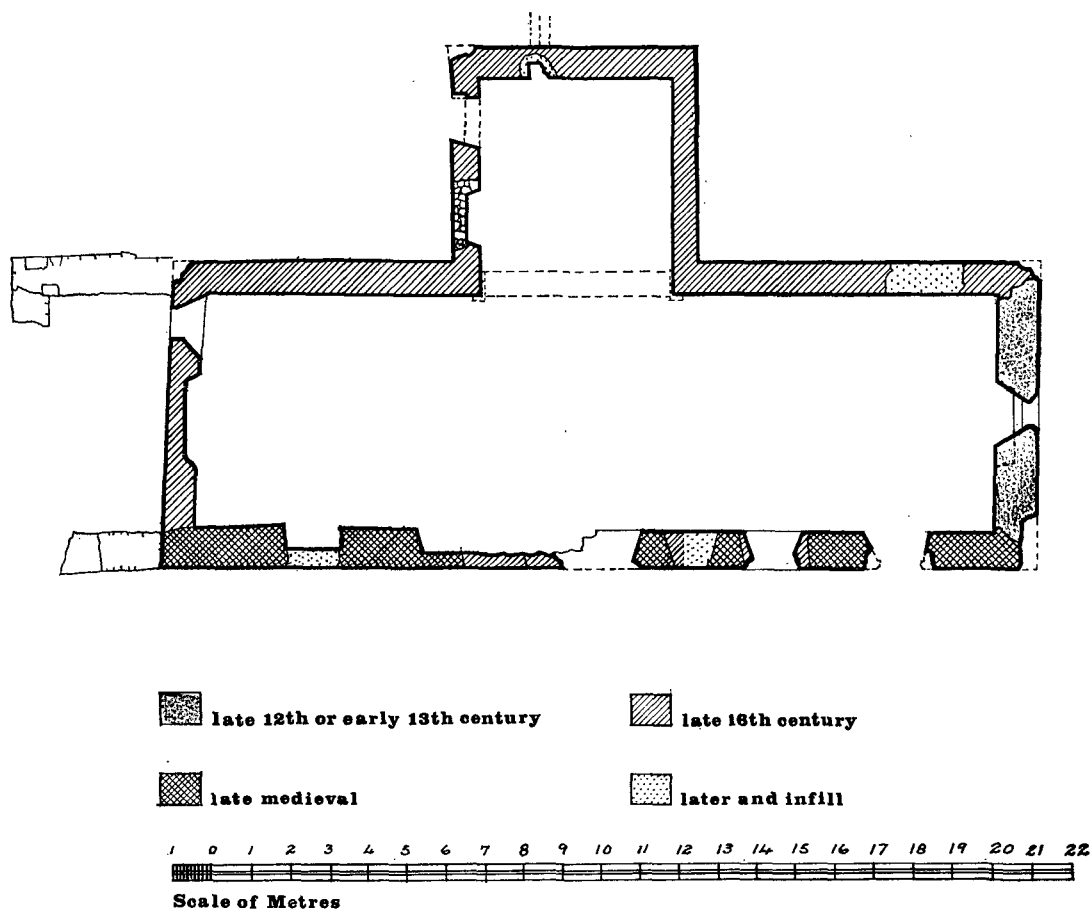 late 12th or early 13th century
late 16th century
late medieval
later and infill
1 0 1 2 3 4 5 6 7 8 9 10 11 12 13 14 15 16 17 18 19 20 21 22
Scale of Metres